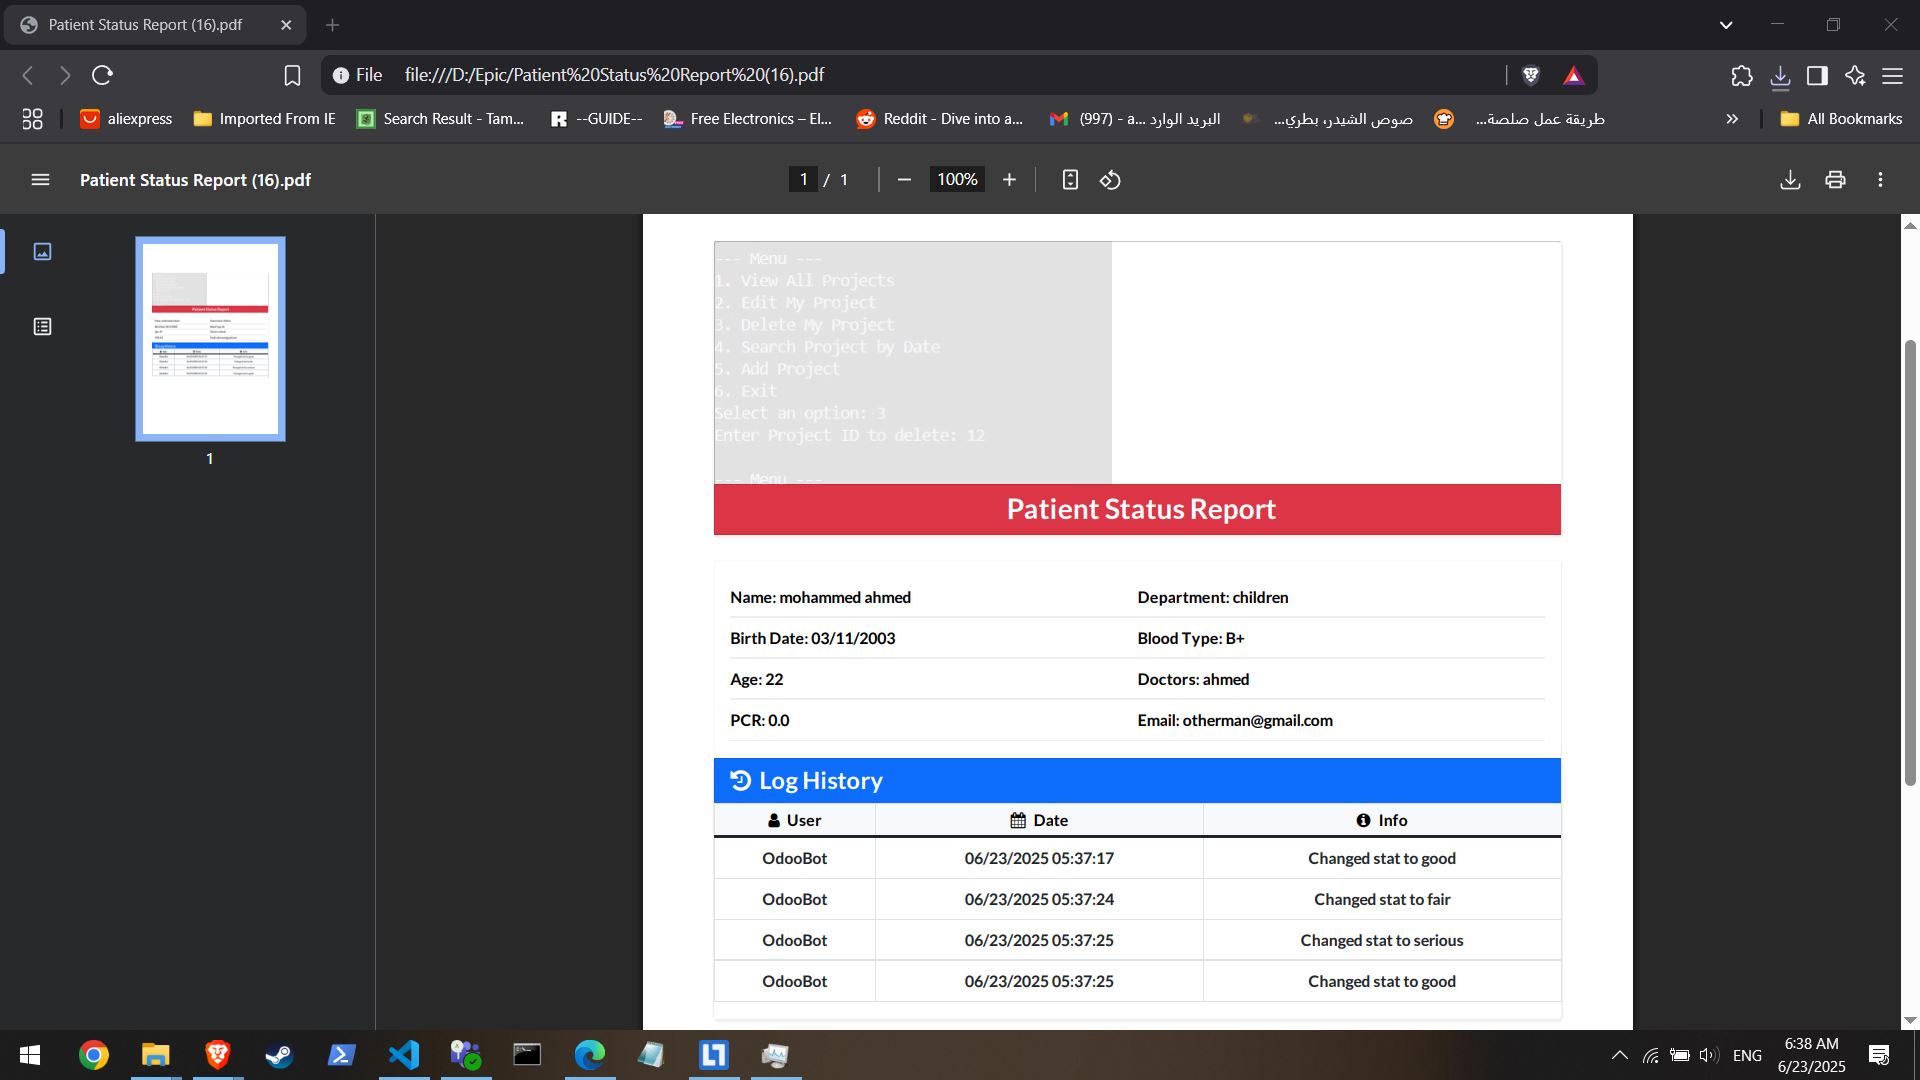 Patient Status Report (16).pdf
File
file:///D:/Epic/Patient%20Status%20Report%20(16).pdf
aliexpress
Imported From IE
Search Result - Tam...
--GUIDE--
Free Electronics – El...
Reddit - Dive into a...
(997) - a... البريد الوارد
صوص الشيدر، بطري...
طريقة عمل صلصة...
All Bookmarks
Patient Status Report (16).pdf
1 / 1
100%
1
--- Menu ---
1. View All Projects
2. Edit My Project
3. Delete My Project
4. Search Project by Date
5. Add Project
6. Exit
Select an option: 3
Enter Project ID to delete: 12
--- Menu ---
Patient Status Report
Name: mohammed ahmed
Department: children
Birth Date: 03/11/2003
Blood Type: B+
Age: 22
Doctors: ahmed
PCR: 0.0
Email: otherman@gmail.com
Log History
User Date Info
OdooBot 06/23/2025 05:37:17 Changed stat to good
OdooBot 06/23/2025 05:37:24 Changed stat to fair
OdooBot 06/23/2025 05:37:25 Changed stat to serious
OdooBot 06/23/2025 05:37:25 Changed stat to good
ENG
6:38 AM
6/23/2025